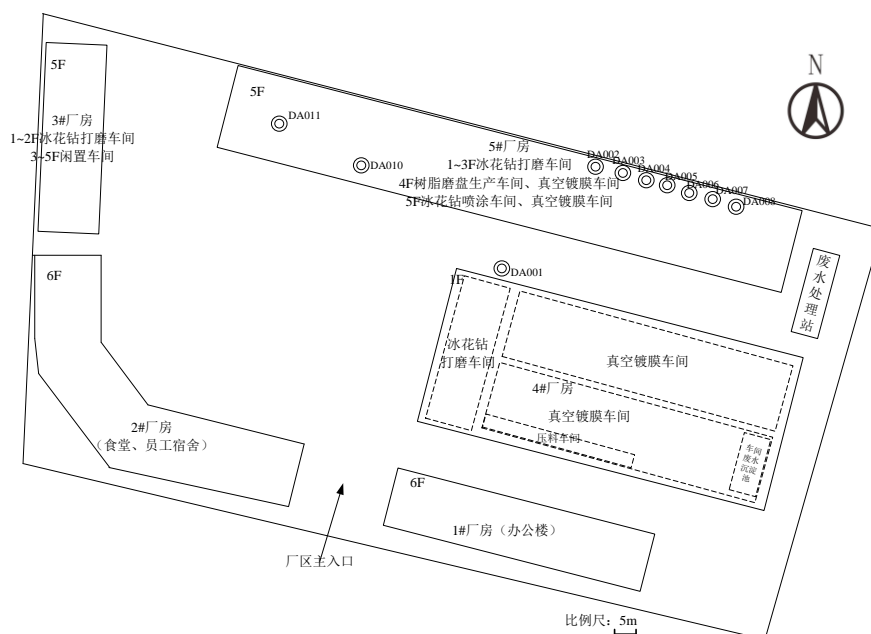 N
5F
3#厂房
1~2F冰花钻打磨车间
3~5F闲置车间
5F
DA011
DA010
5#厂房
1~3F冰花钻打磨车间
4F树脂磨盘生产车间、真空镀膜车间
5F冰花钻喷涂车间、真空镀膜车间
DA002
DA003
DA004
DA005
DA006
DA007
DA008
废水处理站
6F
DA001
1F
冰花钻
打磨车间
真空镀膜车间
4#厂房
真空镀膜车间
压料车间
车间
废水
沉淀
池
2#厂房
（食堂、员工宿舍）
6F
1#厂房（办公楼）
厂区主入口
比例尺：5m